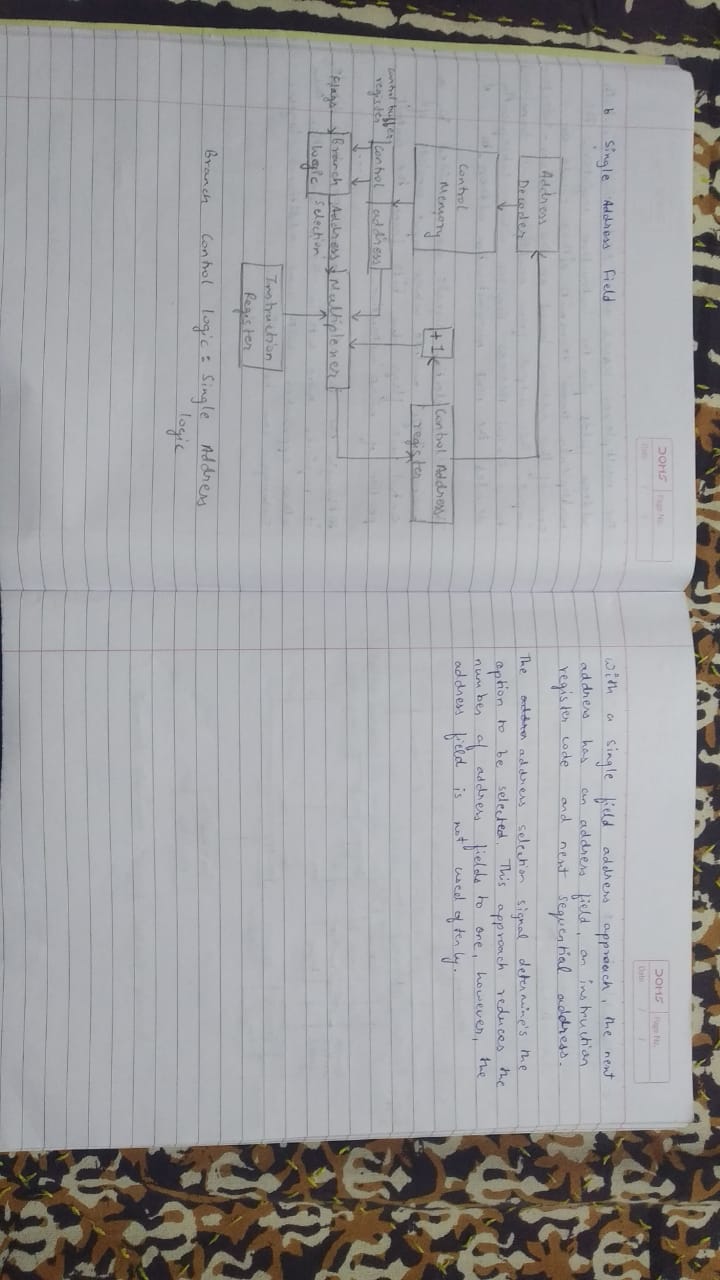 DOMS Page No.
Date / /
b Single Address Field
Address
Decoder
Control
Memory
+1
Control Address
register
Control buffer
register
Control address
Flags
Branch
logic
Address
Selection
Multiplexer
Instruction
Register
Branch Control logic : Single Address
logic
DOMS Page No.
Date / /
With a single field address approach, the next
address has an address field, an instruction
register code and next sequential address.
The address selection signal determine's the
option to be selected. This approach reduces the
number of address fields to one, however, the
address field is not used oftenly.